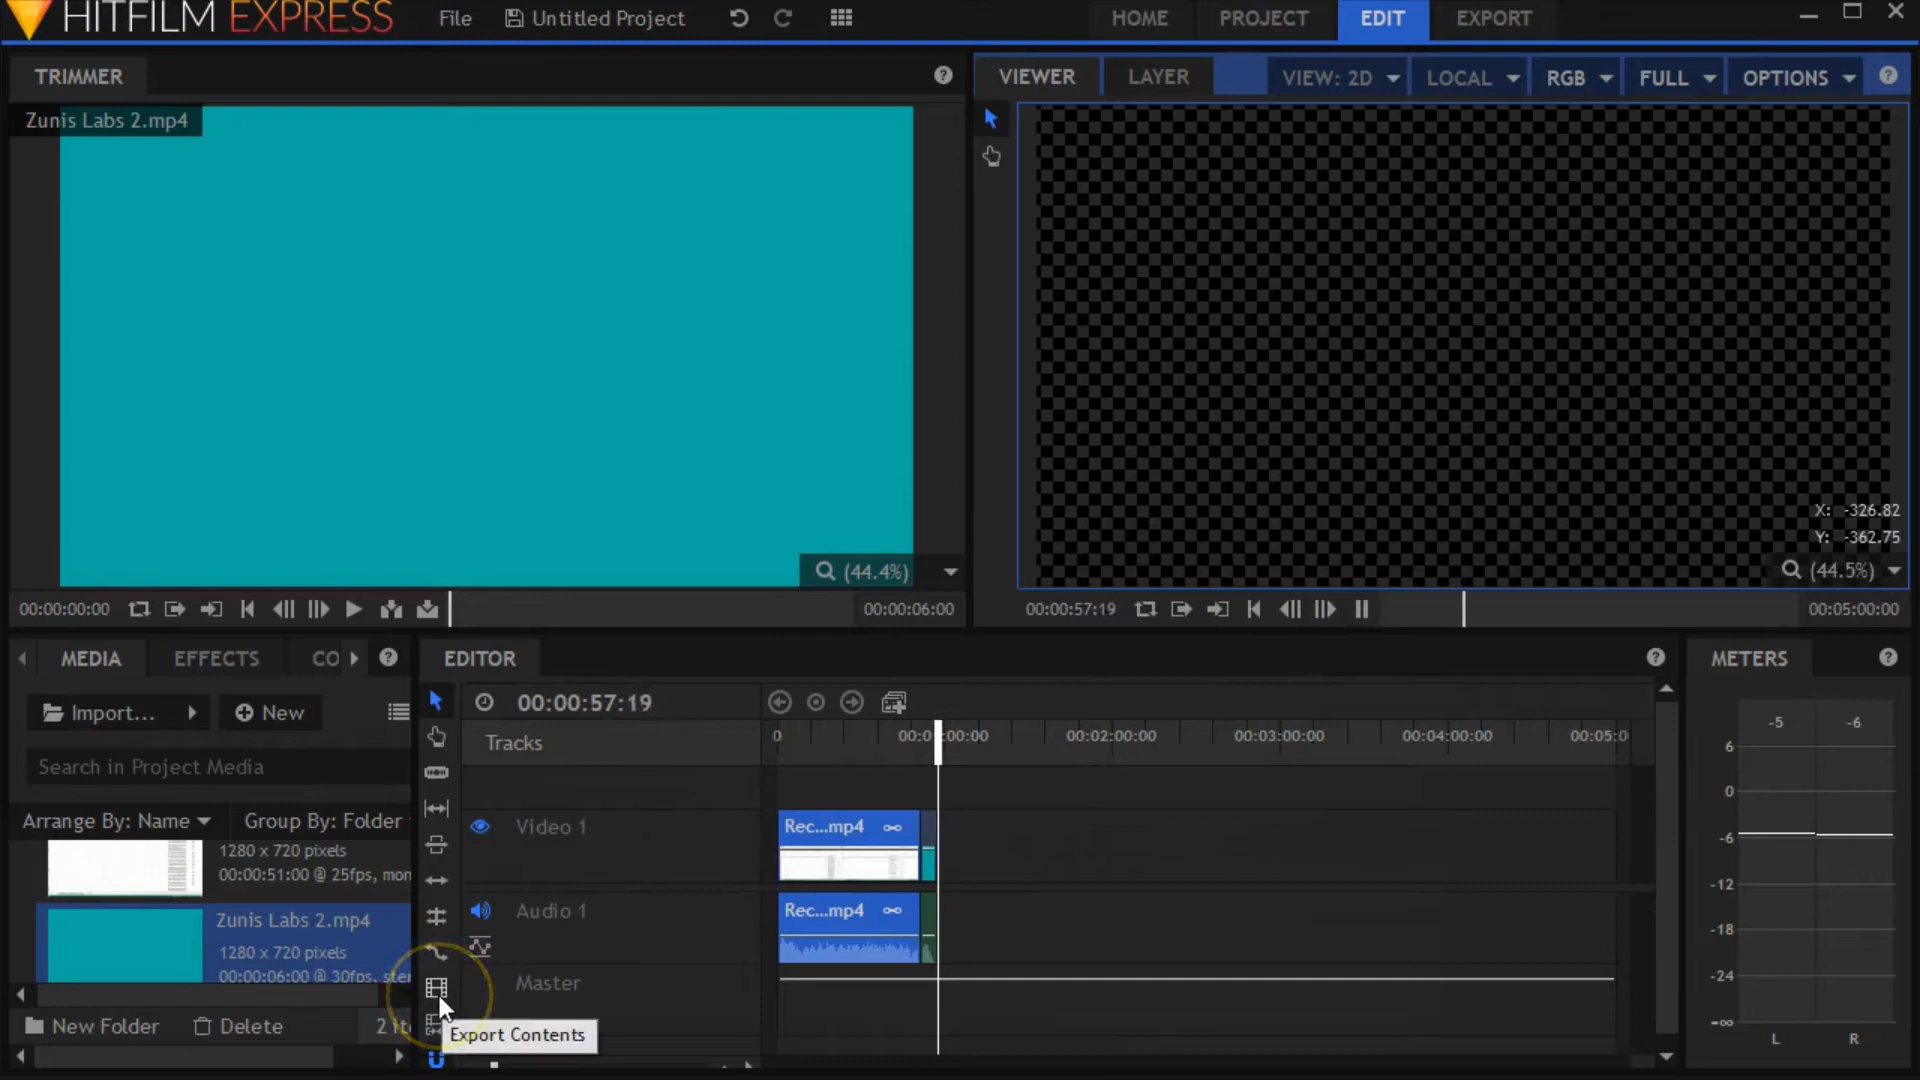 HITFILM EXPRESS File Untitled Project HOME PROJECT EDIT EXPORT
TRIMMER VIEWER LAYER VIEW: 2D LOCAL RGB FULL OPTIONS
Zunis Labs 2.mp4
X: -326.82
Y: -362.75
(44.4%) (44.5%)
00:00:00:00 00:00:06:00 00:00:57:19 00:05:00:00
MEDIA EFFECTS CO EDITOR METERS
Import... New 00:00:57:19
-5 -6
Tracks 0 00:0 :00:00 00:02:00:00 00:03:00:00 00:04:00:00 00:05:0
6
Search in Project Media
0
Arrange By: Name Group By: Folder Video 1 Rec...mp4
-6
1280 x 720 pixels
00:00:51:00 @ 25fps, mon
-12
Zunis Labs 2.mp4 Audio 1 Rec...mp4
-18
1280 x 720 pixels
00:00:06:00 @ 30fps, ster
-24
Master
New Folder Delete 2 ite
-∞
Export Contents
L R